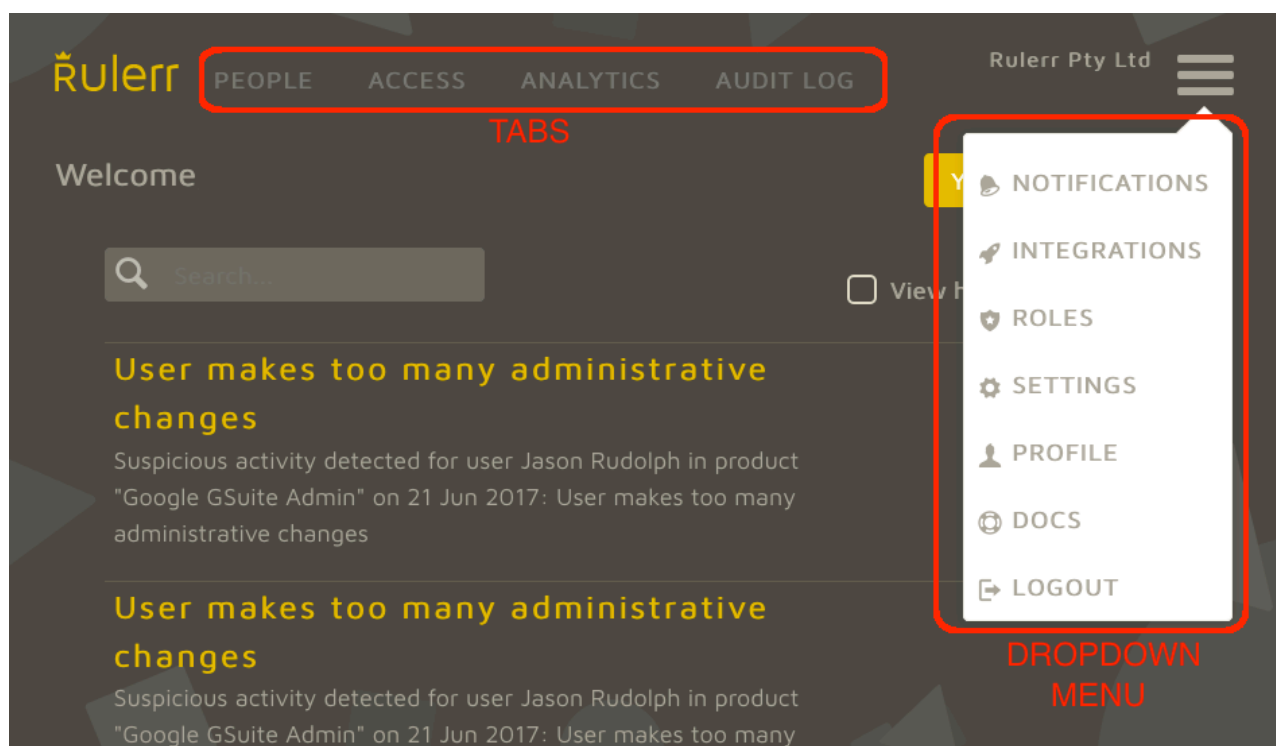 Rulerr
PEOPLE ACCESS ANALYTICS AUDIT LOG
Rulerr Pty Ltd
TABS
Welcome
Y
Search...
View h
NOTIFICATIONS
INTEGRATIONS
ROLES
SETTINGS
PROFILE
DOCS
LOGOUT
DROPDOWN
MENU
User makes too many administrative
changes
Suspicious activity detected for user Jason Rudolph in product
"Google GSuite Admin" on 21 Jun 2017: User makes too many
administrative changes
User makes too many administrative
changes
Suspicious activity detected for user Jason Rudolph in product
"Google GSuite Admin" on 21 Jun 2017: User makes too many